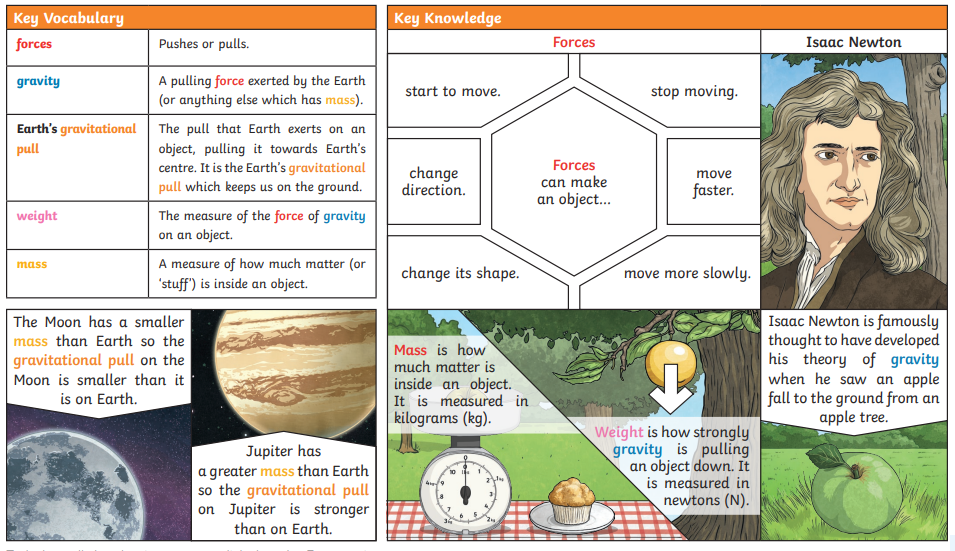 Key Vocabulary
forces
Pushes or pulls.
gravity
A pulling force exerted by the Earth
(or anything else which has mass).
Earth's gravitational
pull
The pull that Earth exerts on an
object, pulling it towards Earth's
centre. It is the Earth's gravitational
pull which keeps us on the ground.
weight
The measure of the force of gravity
on an object.
mass
A measure of how much matter (or
'stuff') is inside an object.
The Moon has a smaller
mass than Earth so the
gravitational pull on the
Moon is smaller than it
is on Earth.
Jupiter has
a greater mass than Earth
so the gravitational pull
on Jupiter is stronger
than on Earth.
Key Knowledge
Forces
start to move.
stop moving.
change
direction.
Forces
can make
an object...
move
faster.
change its shape.
move more slowly.
Mass is how
much matter is
inside an object.
It is measured in
kilograms (kg).
Weight is how strongly
gravity is pulling
an object down. It
is measured in
newtons (N).
Isaac Newton
Isaac Newton is famously
thought to have developed
his theory of gravity
when he saw an apple
fall to the ground from an
apple tree.